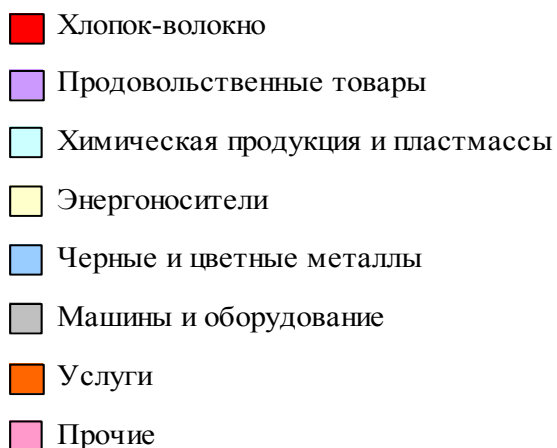 Хлопок-волокно
Продовольственные товары
Химическая продукция и пластмассы
Энергоносители
Черные и цветные металлы
Машины и оборудование
Услуги
Прочие